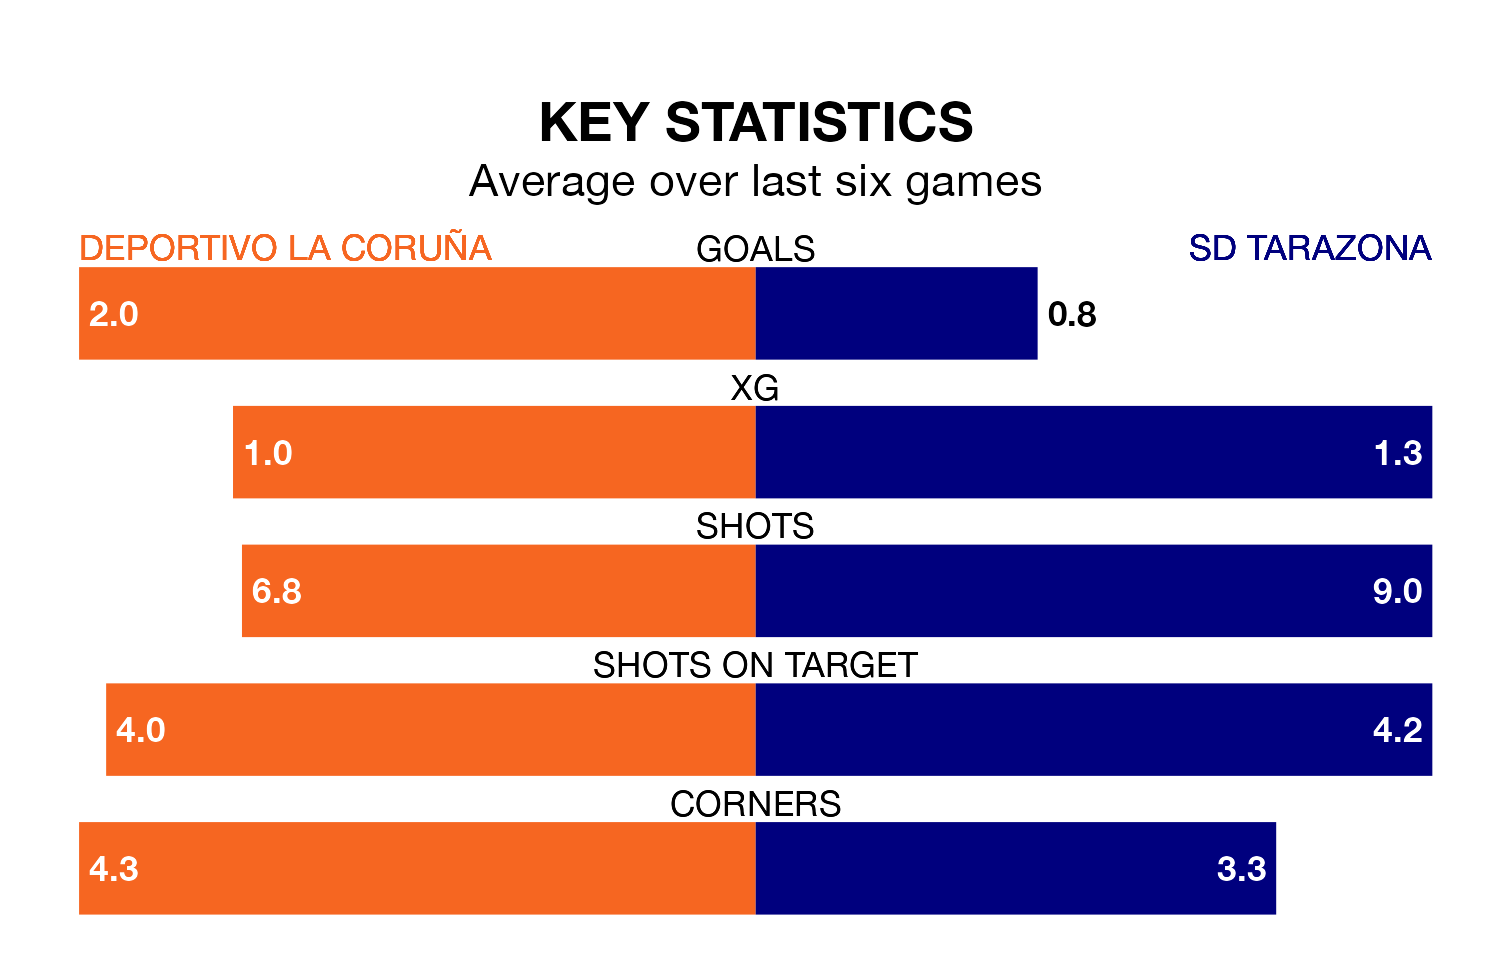 KEY STATISTICS
Average over last six games
DEPORTIVO LA CORUÑA GOALS SD TARAZONA
2.0 0.8
XG
1.0 1.3
SHOTS
6.8 9.0
SHOTS ON TARGET
4.0 4.2
CORNERS
4.3 3.3